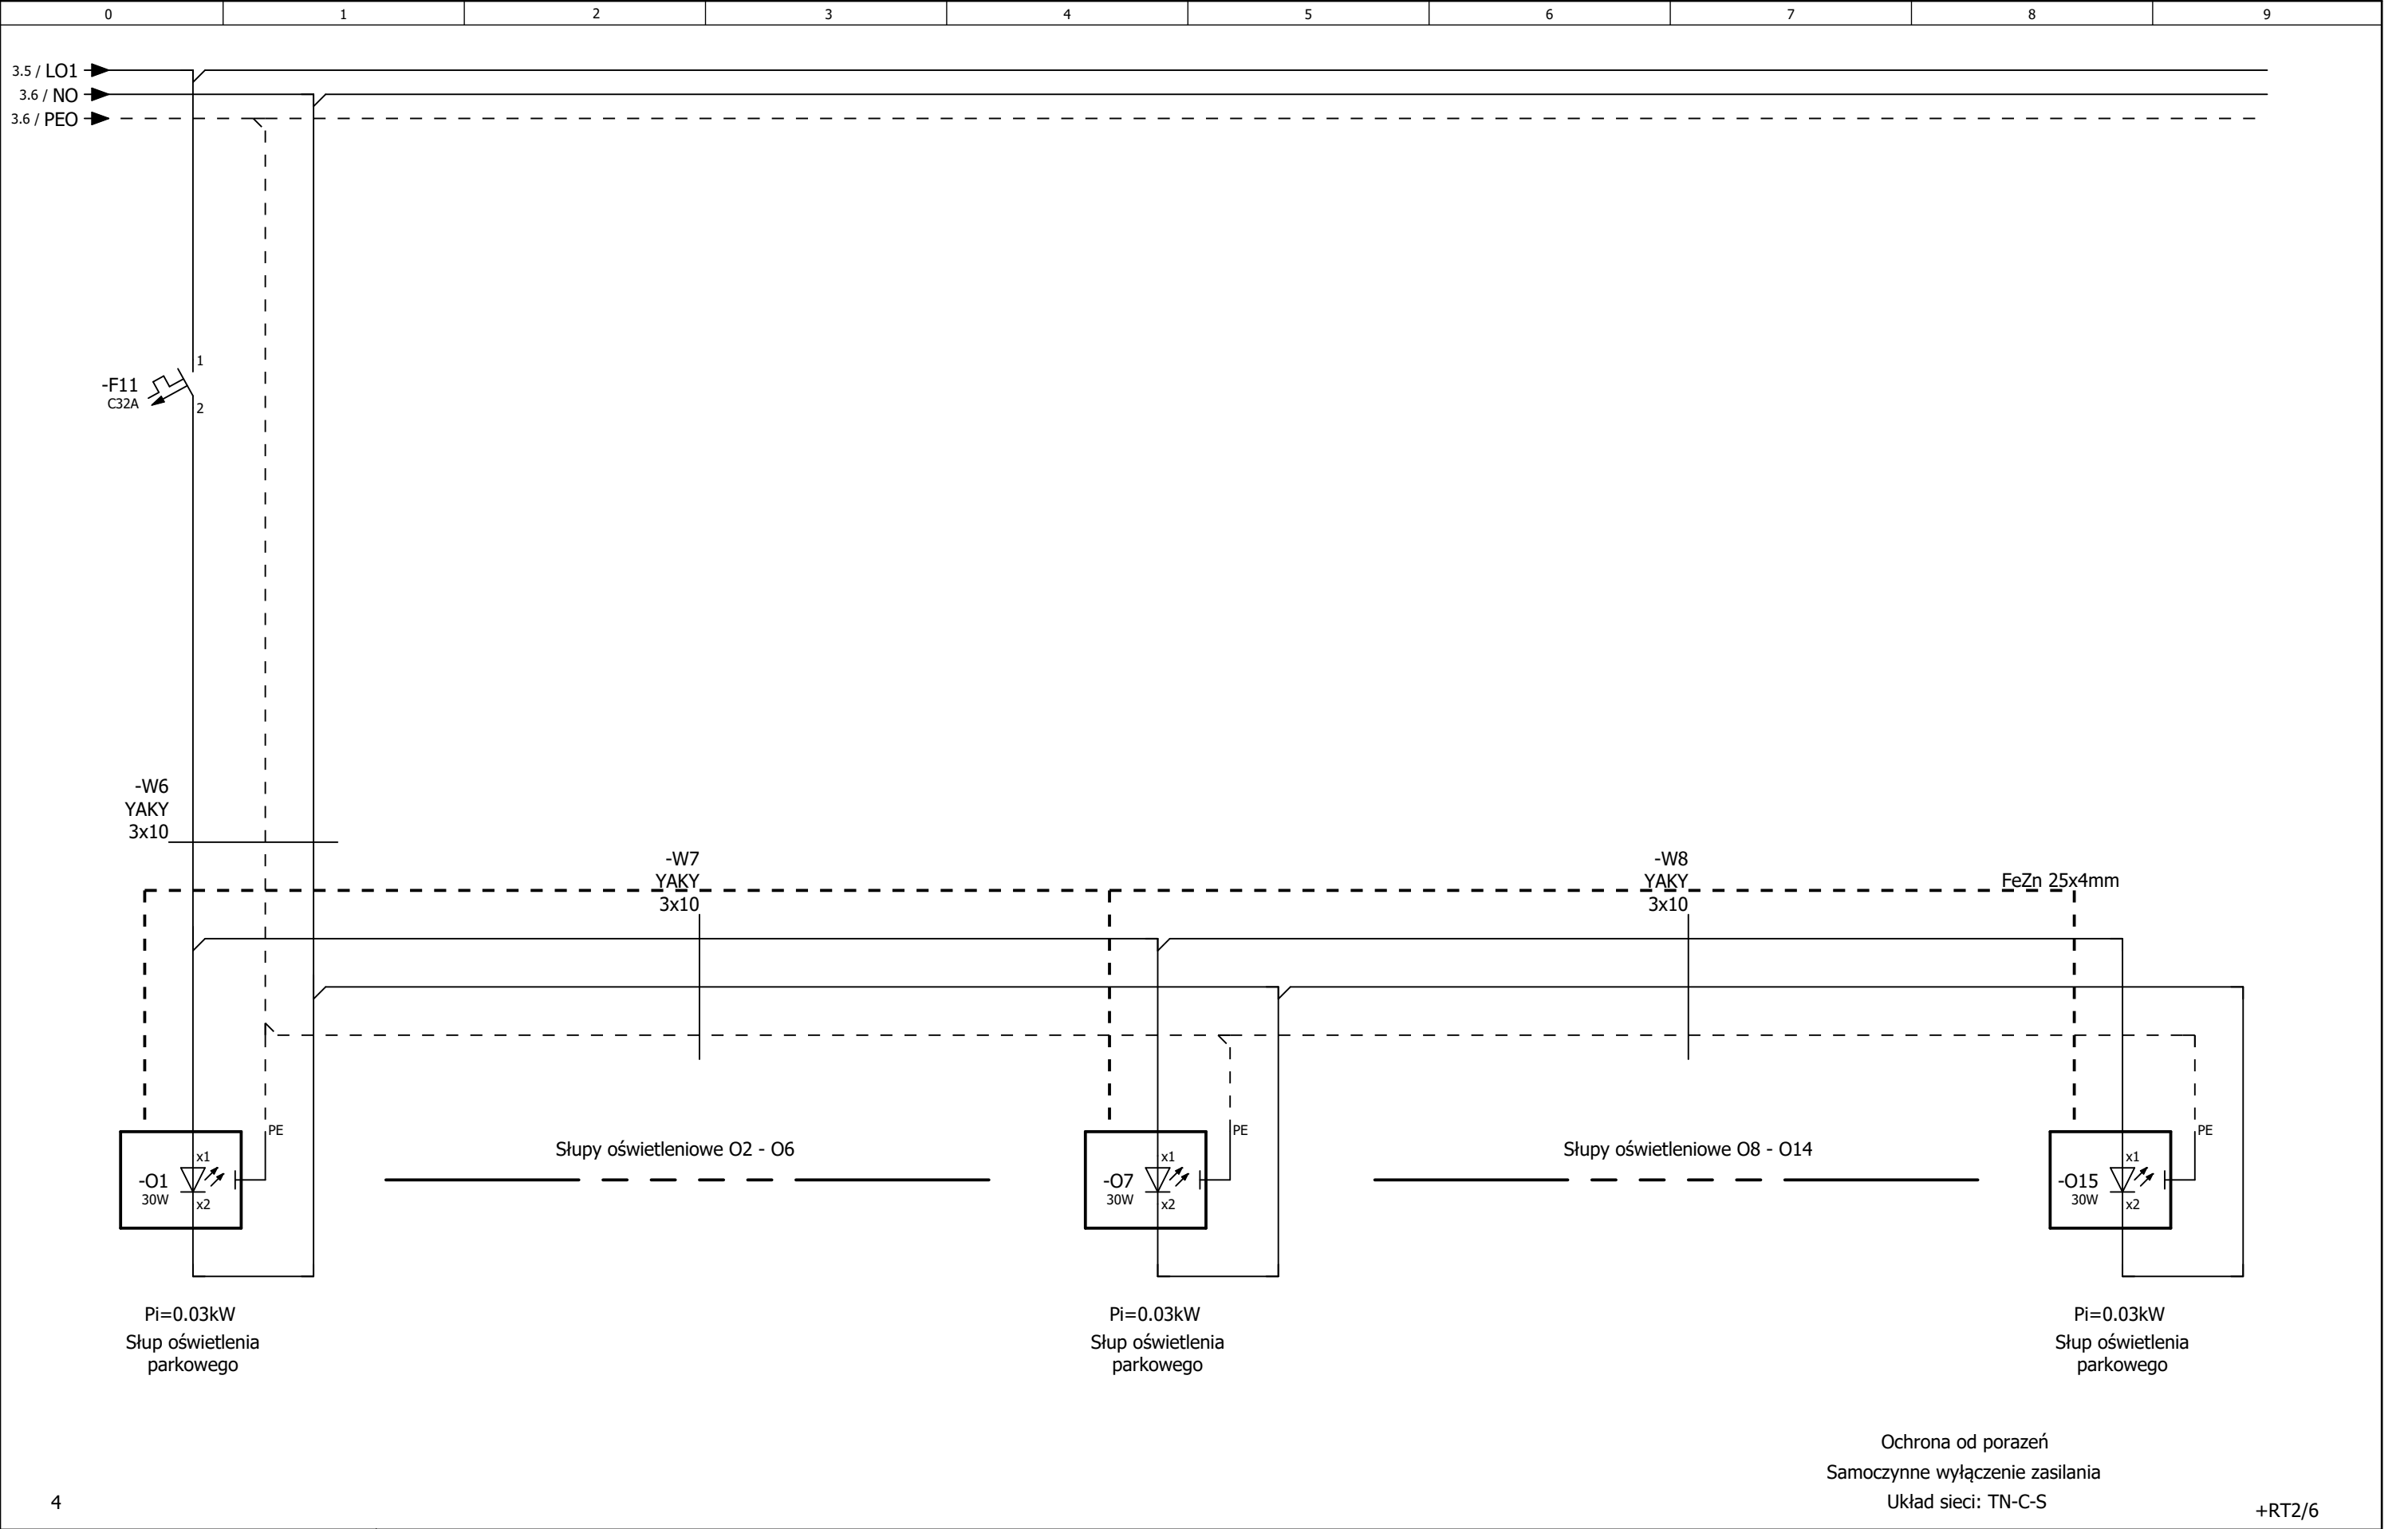 0 1 2 3 4 5 6 7 8 9
3.5 / LO1
3.6 / NO
3.6 / PEO
1
-F11
C32A
2
-W6
YAKY
3x10
-W7
YAKY
3x10
-W8
YAKY
3x10
FeZn 25x4mm
PE
x1
-O1
30W
x2
Słupy oświetleniowe O2 - O6
PE
x1
-O7
30W
x2
Słupy oświetleniowe O8 - O14
PE
x1
-O15
30W
x2
Pi=0.03kW
Słup oświetlenia
parkowego
Pi=0.03kW
Słup oświetlenia
parkowego
Pi=0.03kW
Słup oświetlenia
parkowego
Ochrona od porażeń
Samoczynne wyłączenie zasilania
Układ sieci: TN-C-S
4
+RT2/6